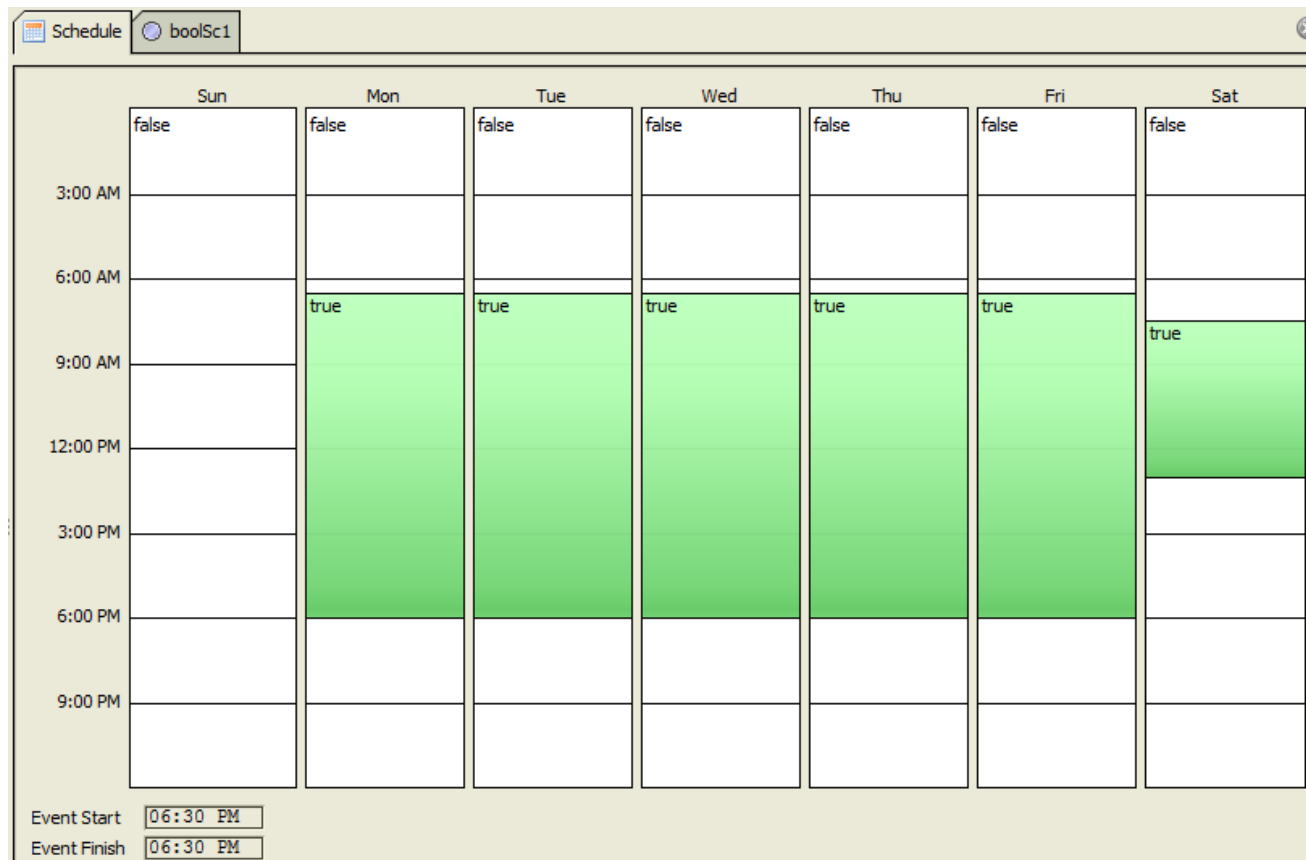 Schedule boolSc1
Sun Mon Tue Wed Thu Fri Sat
false false false false false false false
3:00 AM
6:00 AM
true true true true true
true
9:00 AM
12:00 PM
3:00 PM
6:00 PM
9:00 PM
Event Start 06:30 PM
Event Finish 06:30 PM